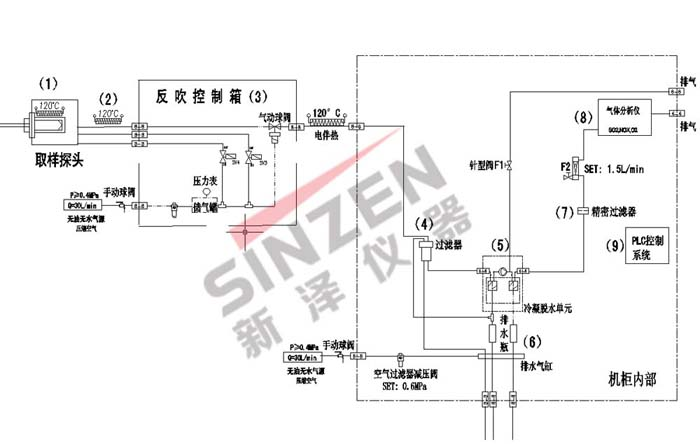 (1)
120°C
(2)
120°C
取样探头
反吹控制箱 (3)
气动球阀
120° C
电伴热
压力表
储气罐
P≥0.4MPa
Q=30L/min
手动球阀
无油无水气源
压缩空气
SINZEN
新泽仪器
排气
排气
(8)
气体分析仪
SO2,NOX,O2
针型阀F1
F2
SET: 1.5L/min
(7)
精密过滤器
(9)
PLC控制
系统
(4)
过滤器
(5)
冷凝脱水单元
排水瓶
(6)
排水气缸
P≥0.4MPa
Q=30L/min
手动球阀
无油无水气源
压缩空气
空气过滤器减压阀
SET: 0.6MPa
机柜内部